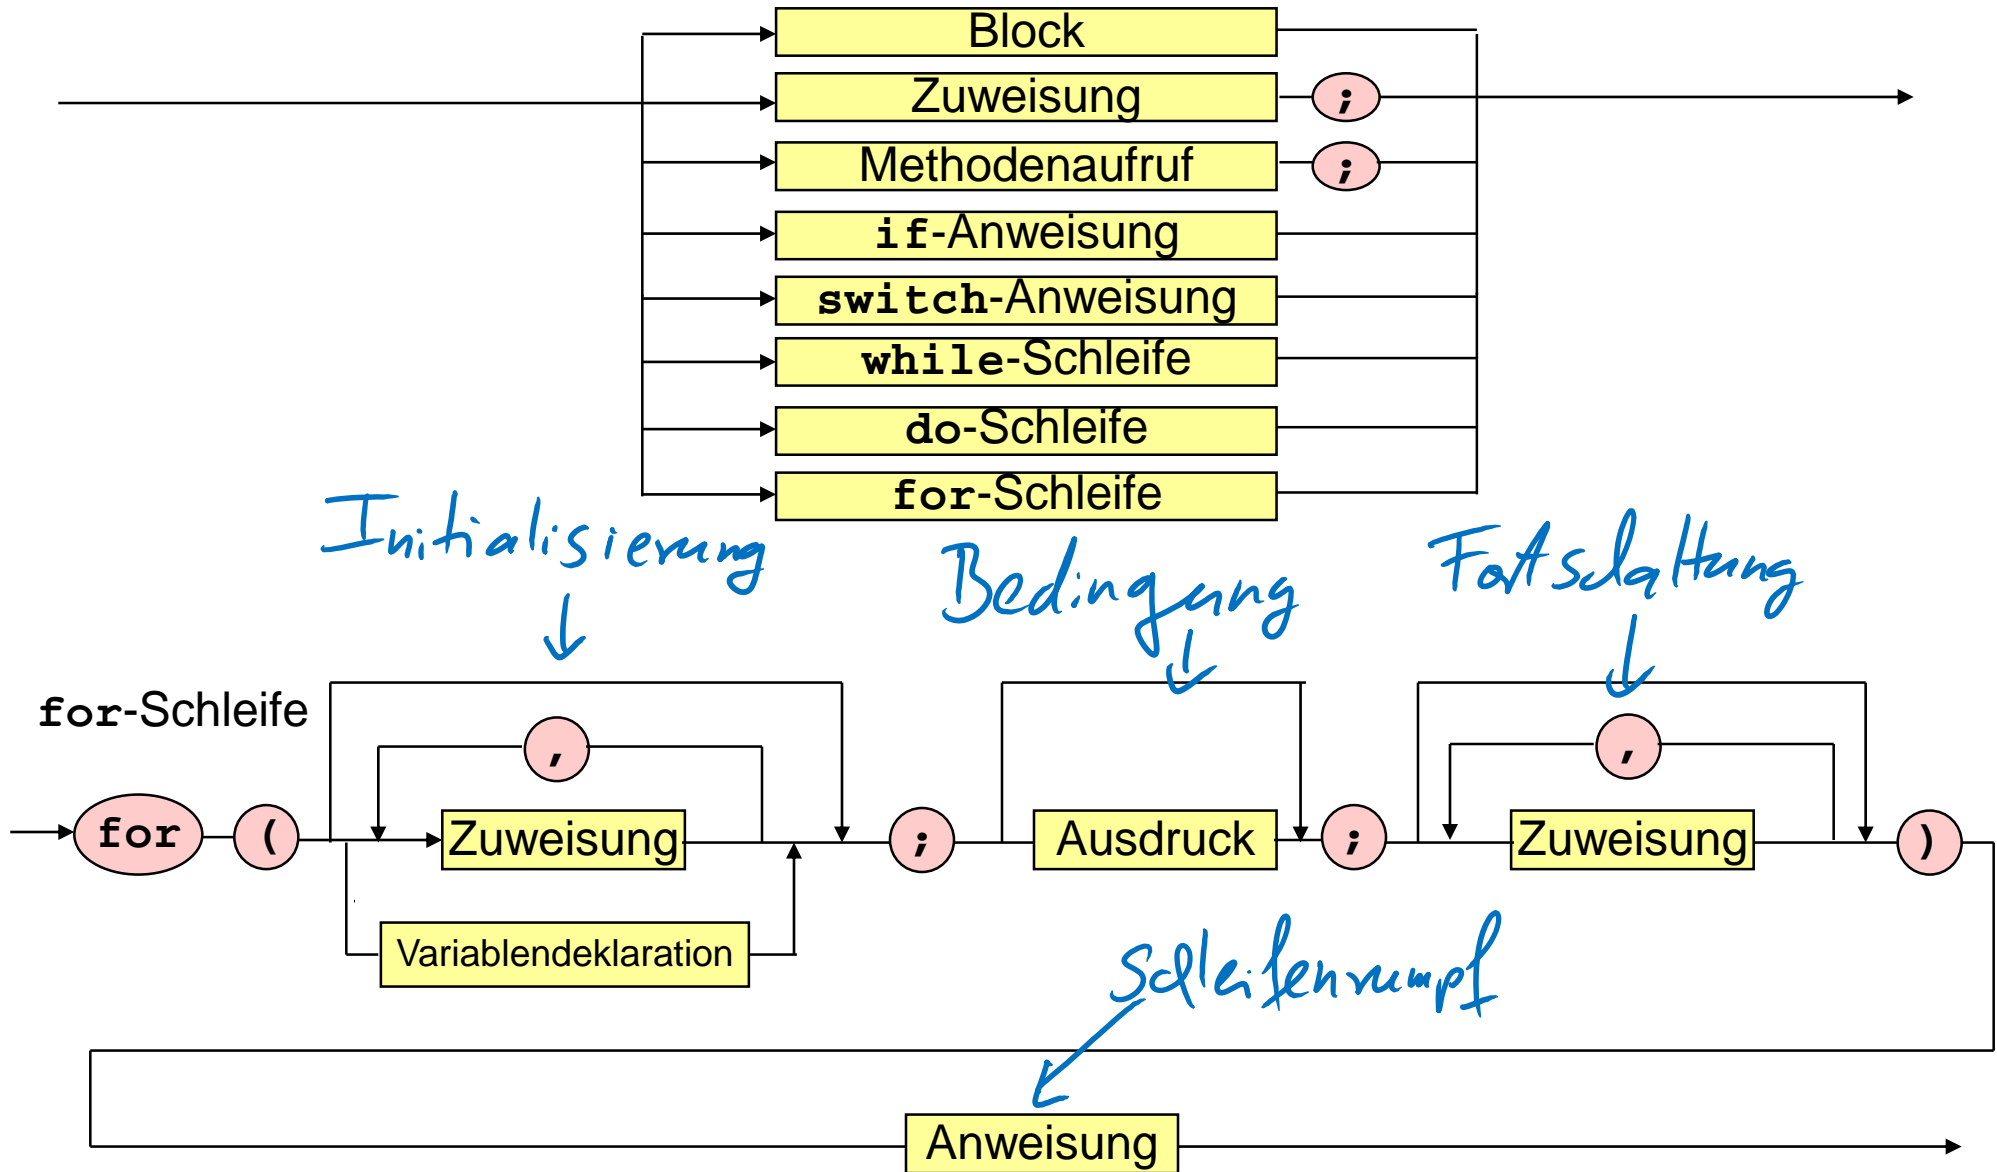 Block
Zuweisung ;
Methodenaufruf ;
if-Anweisung
switch-Anweisung
while-Schleife
do-Schleife
for-Schleife
Initialisierung
Bedingung
Fortschaltung
for-Schleife
, ,
for ( Zuweisung ; Ausdruck ; Zuweisung )
Variablendeklaration
Schleifenrumpf
Anweisung